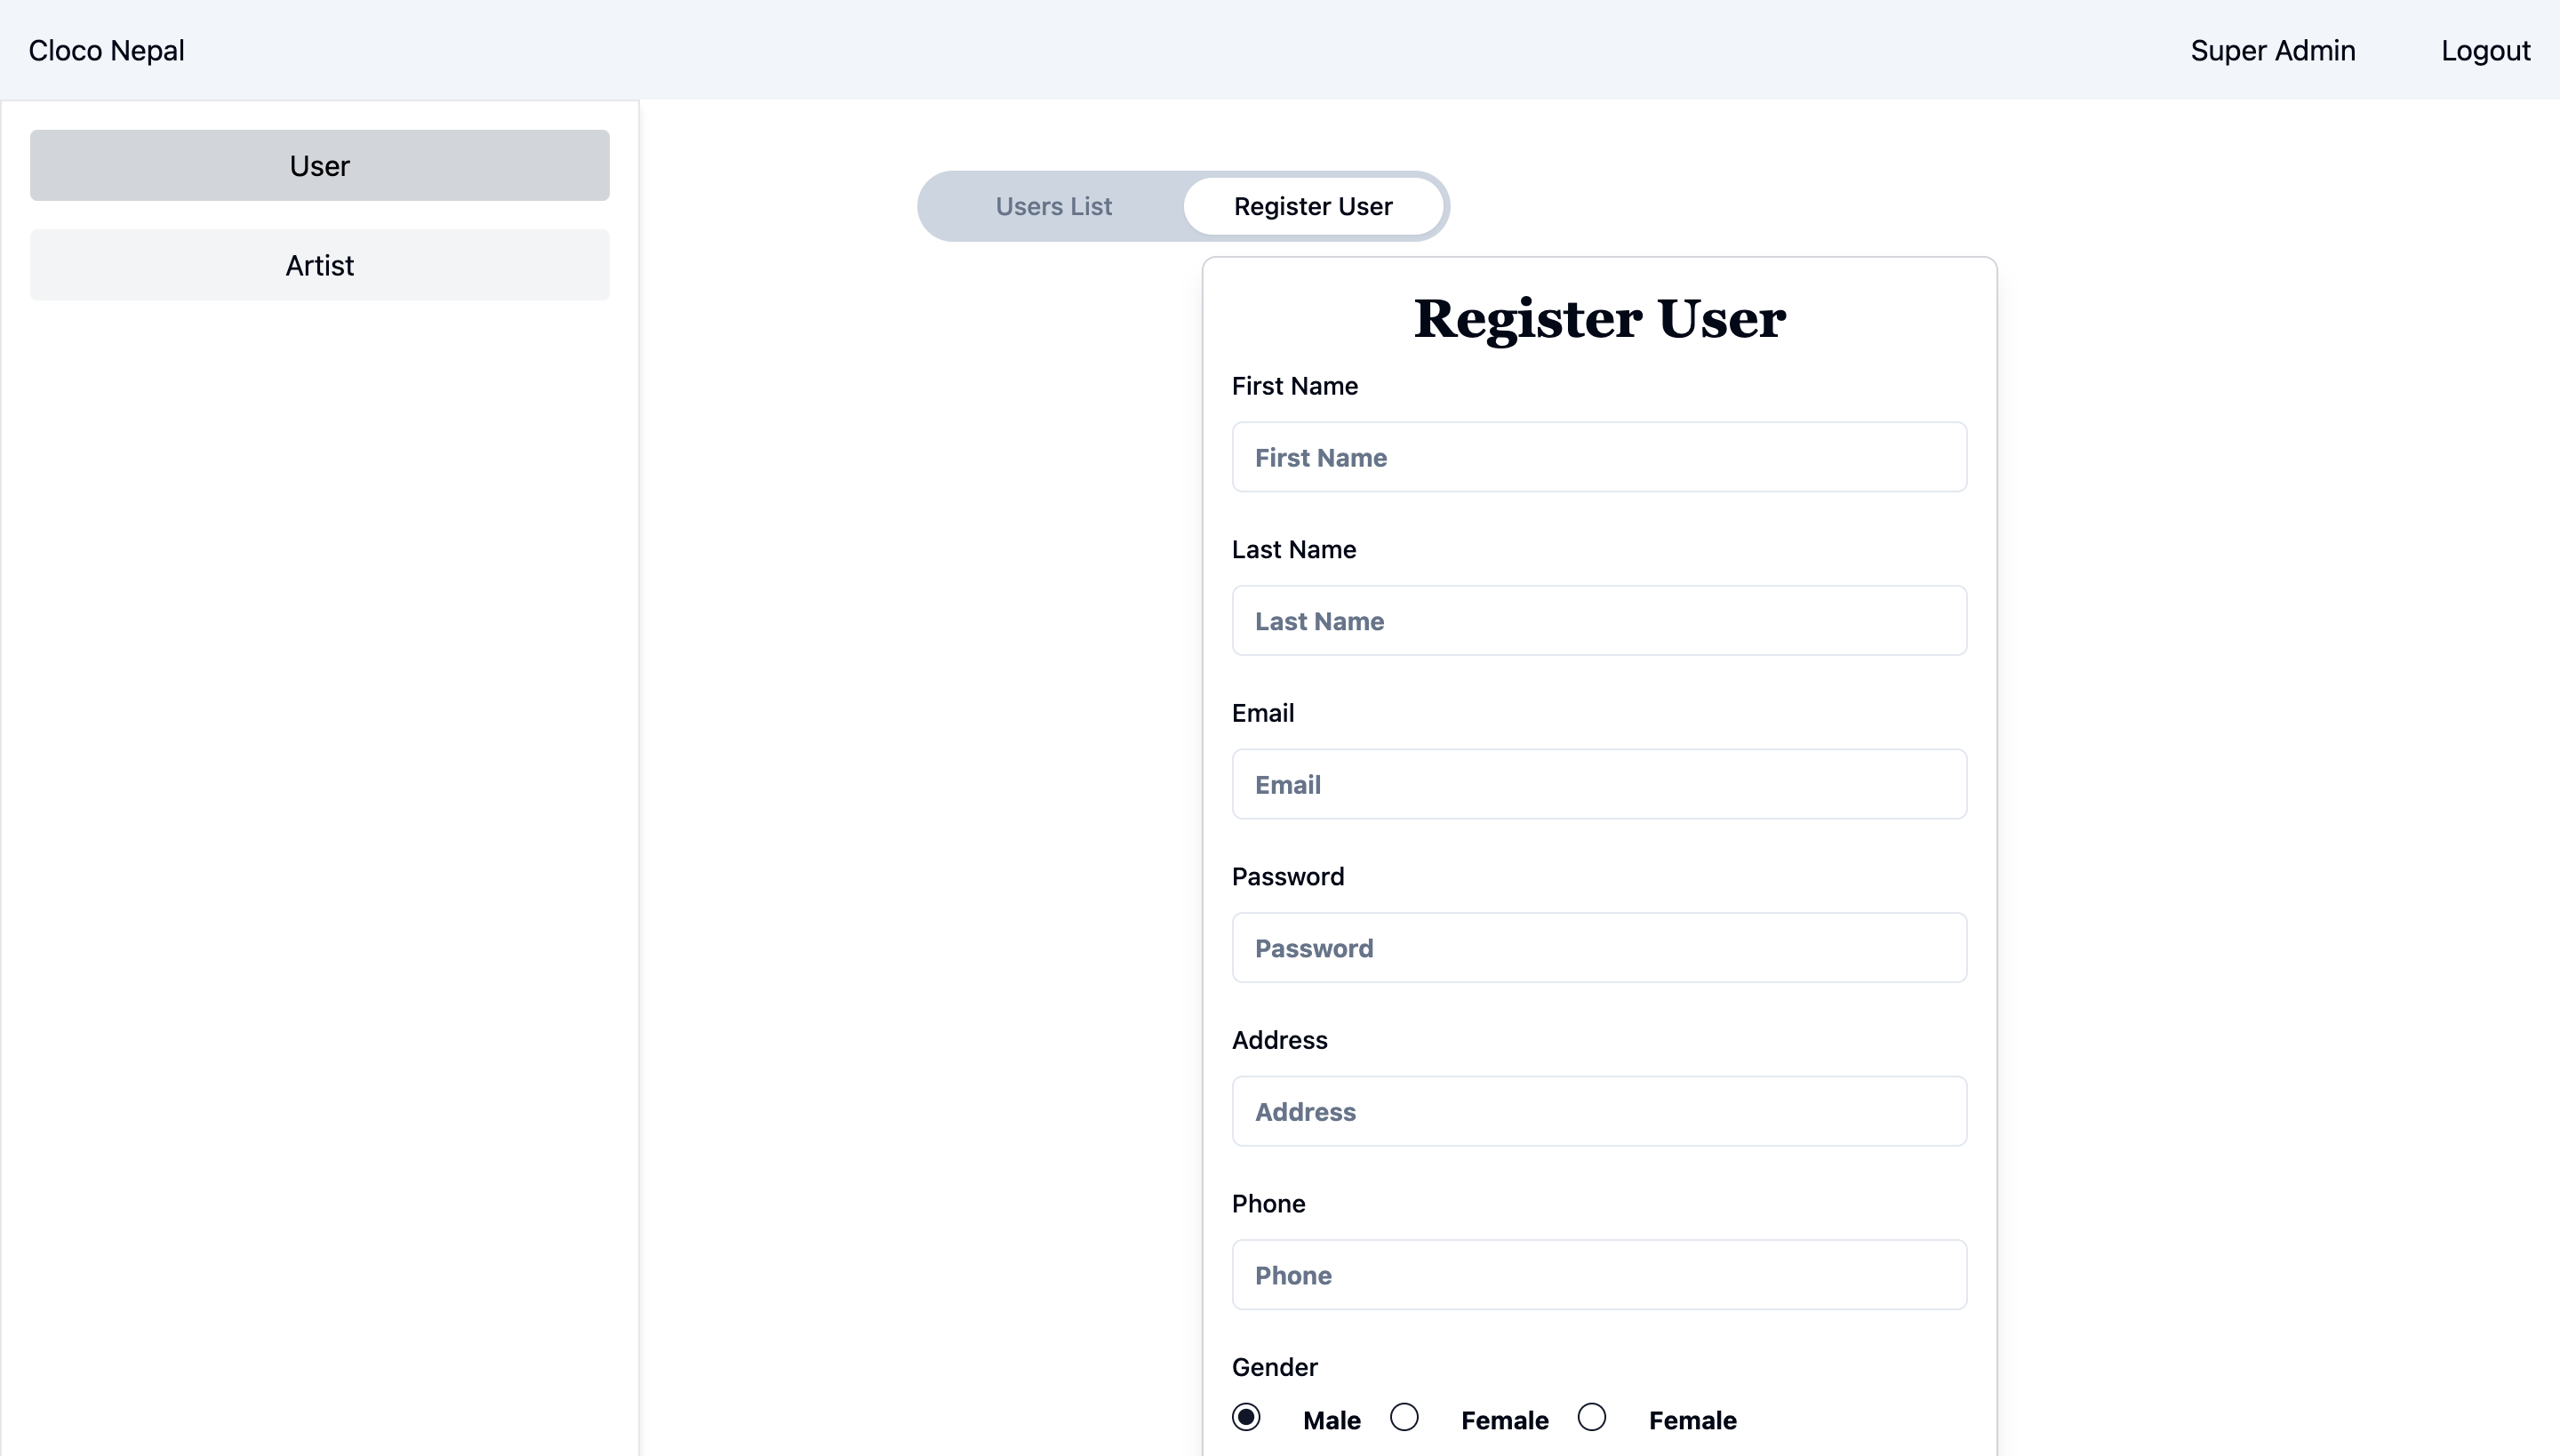 Cloco Nepal
Super Admin
Logout
User
Artist
Users List
Register User
Register User
First Name
First Name
Last Name
Last Name
Email
Email
Password
Password
Address
Address
Phone
Phone
Gender
Male Female Female